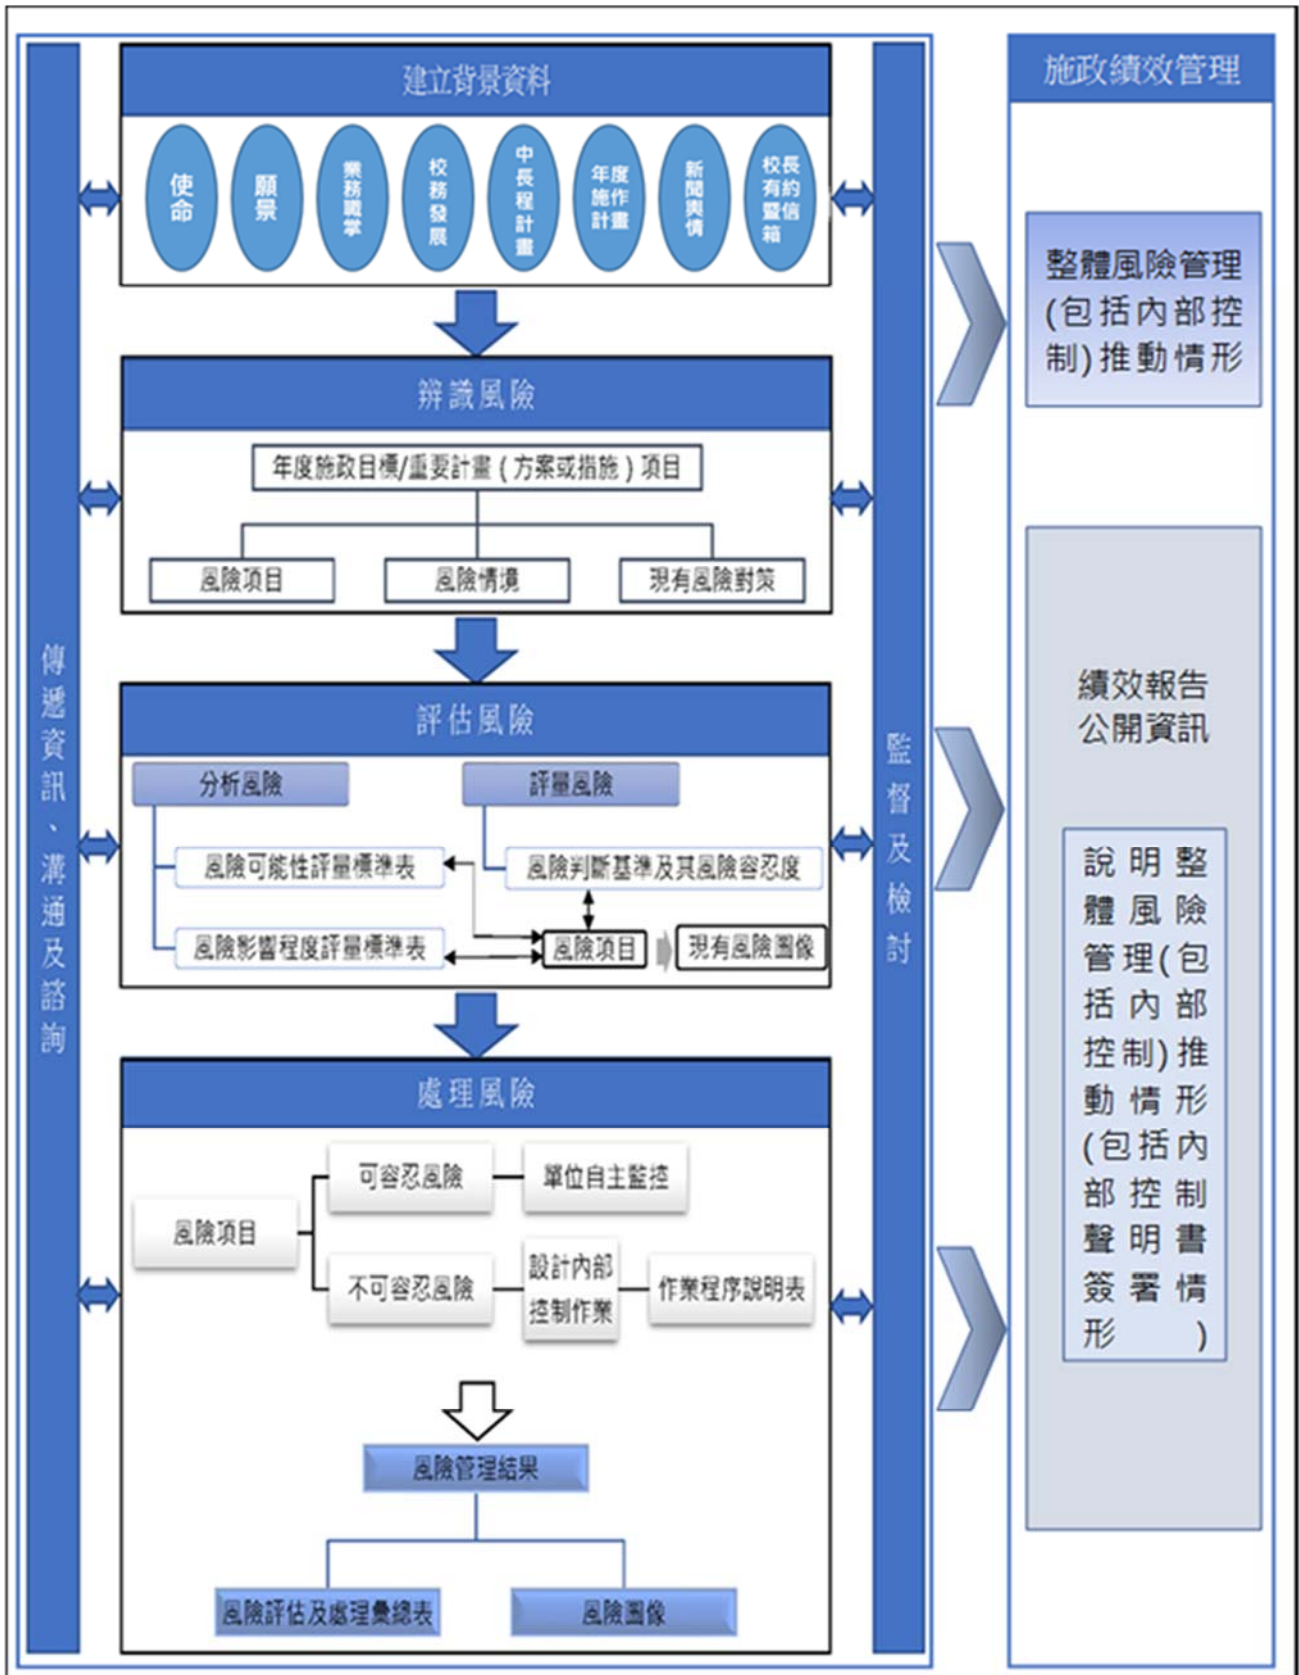 傳遞資訊、溝通及諮詢
建立背景資料
使命
願景
業務職掌
校務發展
中長程計畫
年度施作計畫
新聞輿情
校長有約暨信箱
辨識風險
年度施政目標/重要計畫(方案或措施)項目
風險項目
風險情境
現有風險對策
評估風險
分析風險
評量風險
風險可能性評量標準表
風險判斷基準及其風險容忍度
風險影響程度評量標準表
風險項目
現有風險圖像
處理風險
可容忍風險
單位自主監控
風險項目
不可容忍風險
設計內部
控制作業
作業程序說明表
風險管理結果
風險評估及處理彙總表
風險圖像
監督及檢討
施政績效管理
整體風險管理
(包括內部控
制)推動情形
績效報告
公開資訊
說明整
體風險
管理(包
括內部
控制)推
動情形
(包括內
部控制
聲明書
簽署情
形)